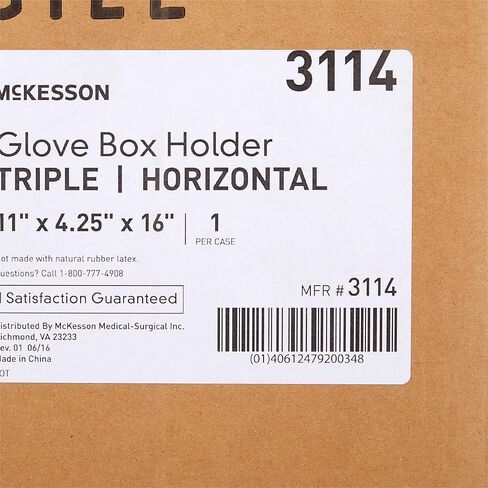 3114
McKESSON
Glove Box Holder
TRIPLE | HORIZONTAL
11" x 4.25" x 16" | 1
PER CASE
not made with natural rubber latex.
uestions? Call 1-800-777-4908
Satisfaction Guaranteed
MFR # 3114
istributed By McKesson Medical-Surgical Inc.
ichmond, VA 23233
ev. 01 06/16
Made in China
OT
(01)40612479200348